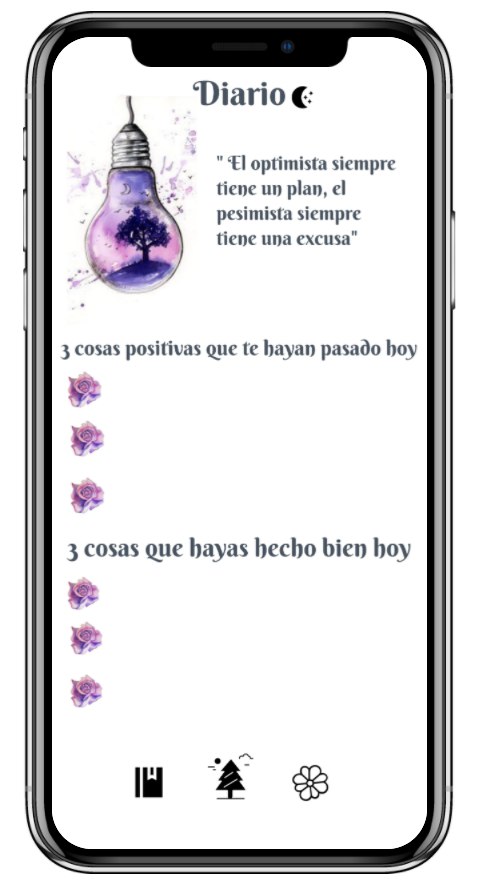 Diario
" El optimista siempre
tiene un plan, el
pesimista siempre
tiene una excusa"
3 cosas positivas que te hayan pasado hoy
3 cosas que hayas hecho bien hoy